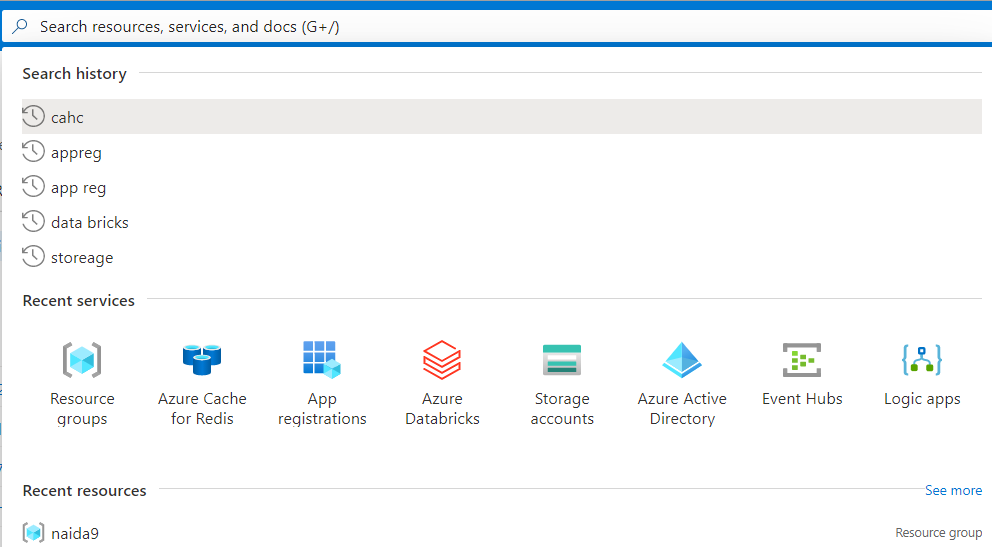 Search resources, services, and docs (G+/)
Search history
cahc
appreg
app reg
data bricks
storeage
Recent services
Resource groups
Azure Cache for Redis
App registrations
Azure Databricks
Storage accounts
Azure Active Directory
Event Hubs
Logic apps
Recent resources
See more
naida9
Resource group